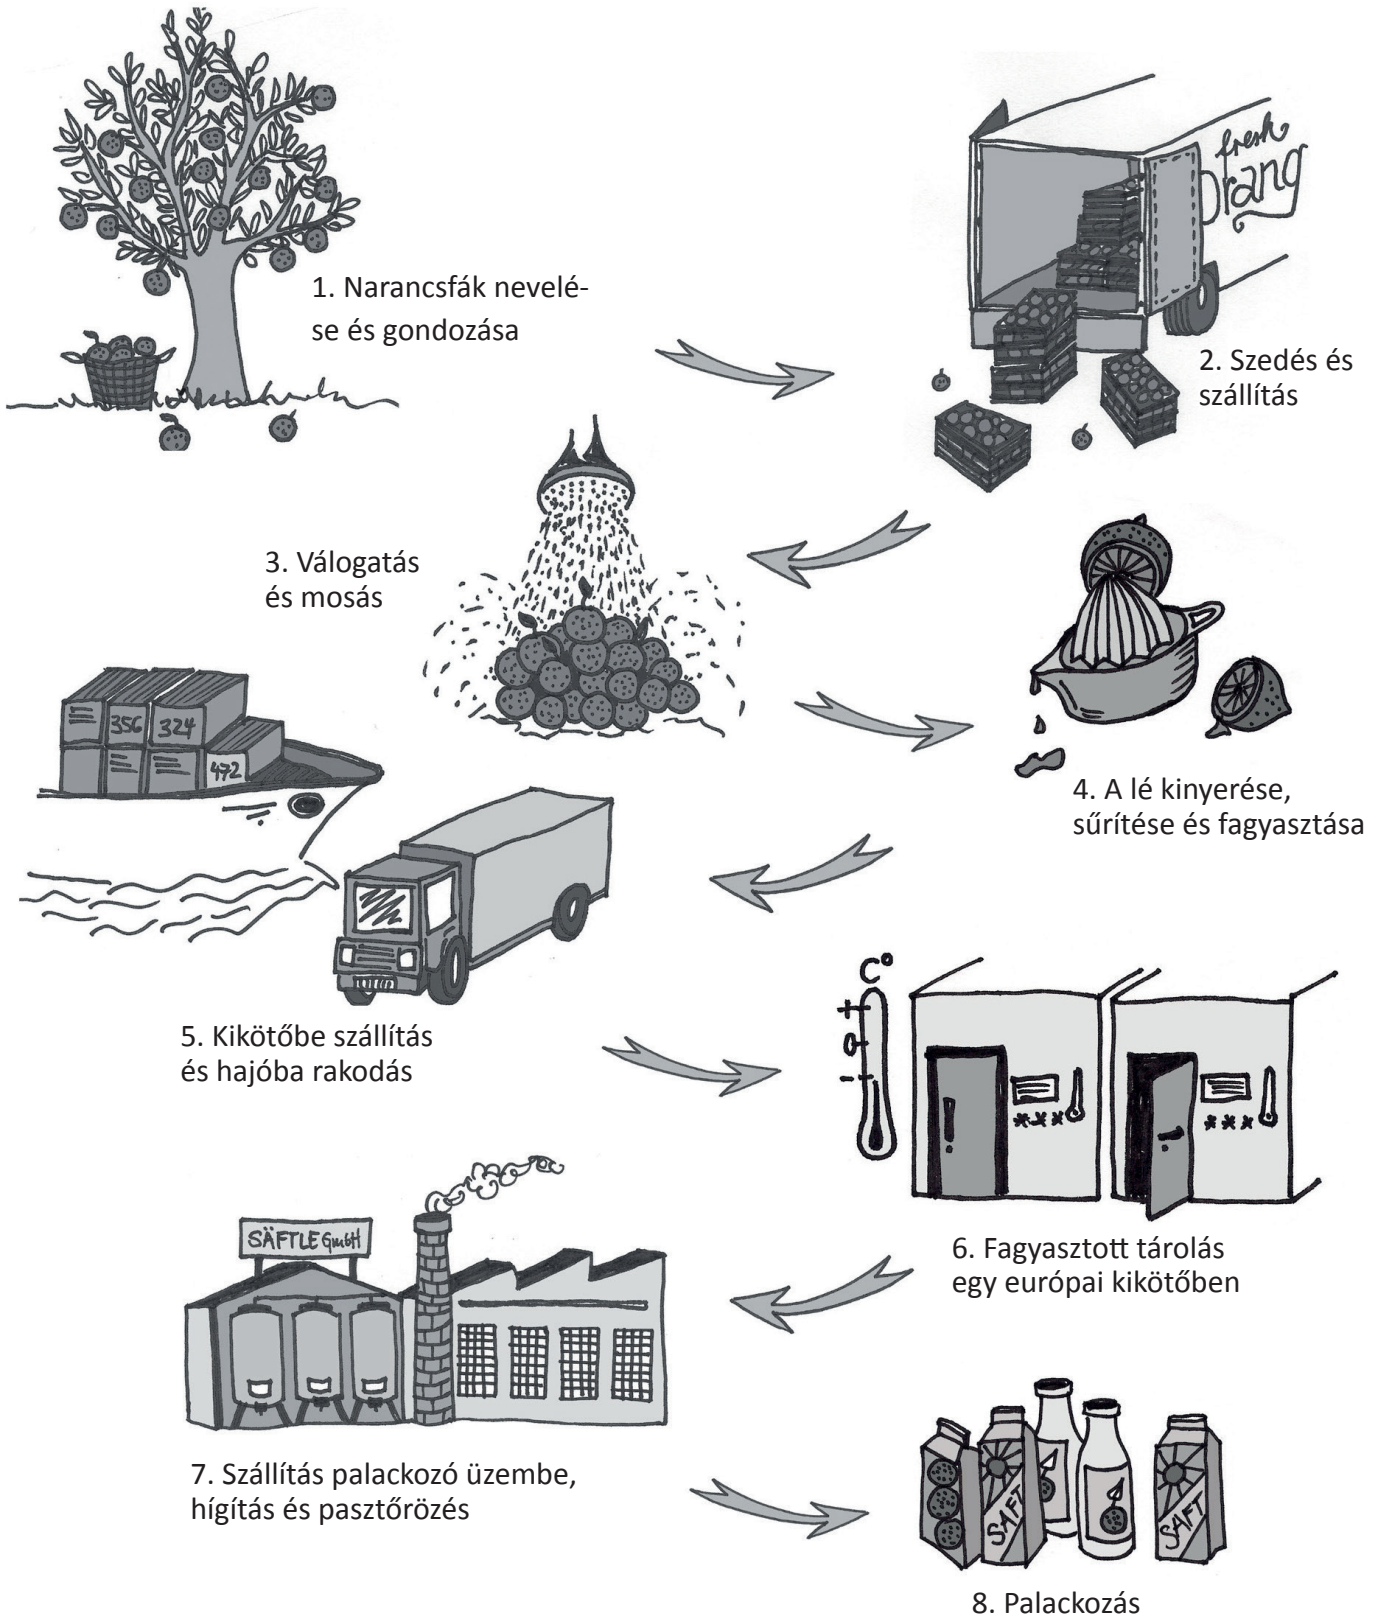 1. Narancsfák nevelé-
se és gondozása
fresh
Orang
2. Szedés és
szállítás
3. Válogatás
és mosás
356
324
472
4. A lé kinyerése,
sűrítése és fagyasztása
5. Kikötőbe szállítás
és hajóba rakodás
C°
+
0
-
6. Fagyasztott tárolás
egy európai kikötőben
SÄFTLE GmbH
7. Szállítás palackozó üzembe,
hígítás és pasztőrözés
SAFT
SAFT
8. Palackozás